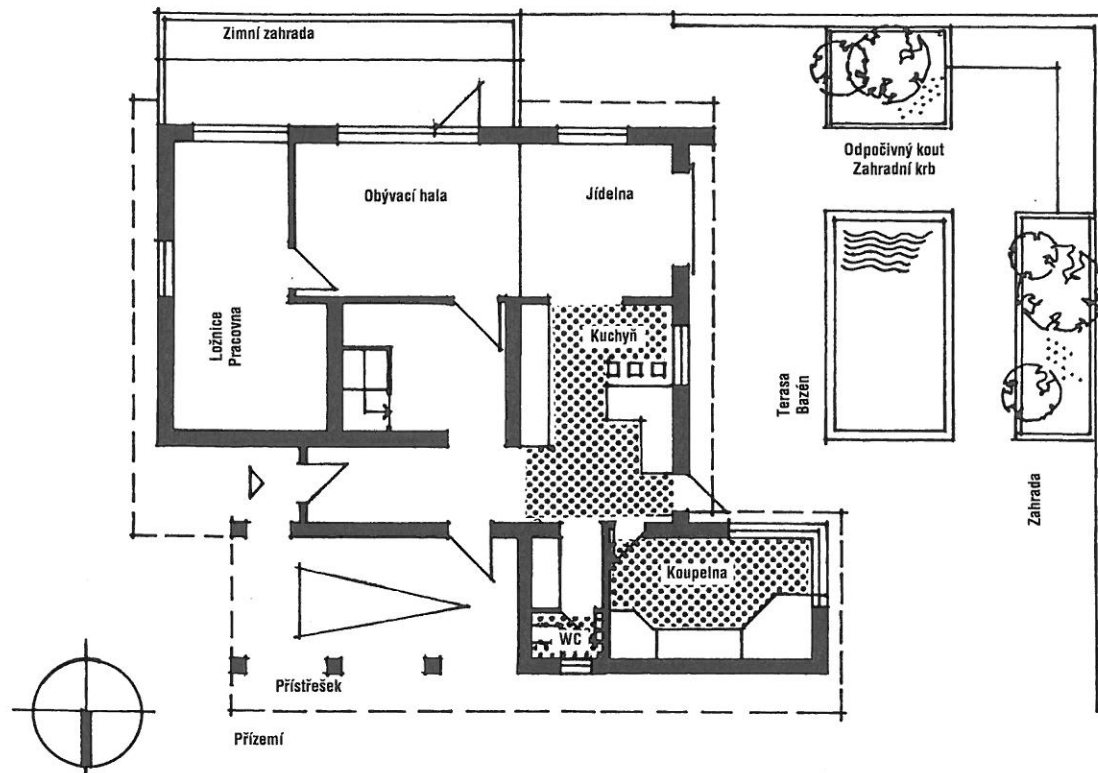 Zimní zahrada
Odpočivný kout
Zahradní krb
Obývací hala
Jídelna
Ložnice
Pracovna
Kuchyň
Terasa
Bazén
Zahrada
Koupelna
WC
Přístřešek
Přízemí